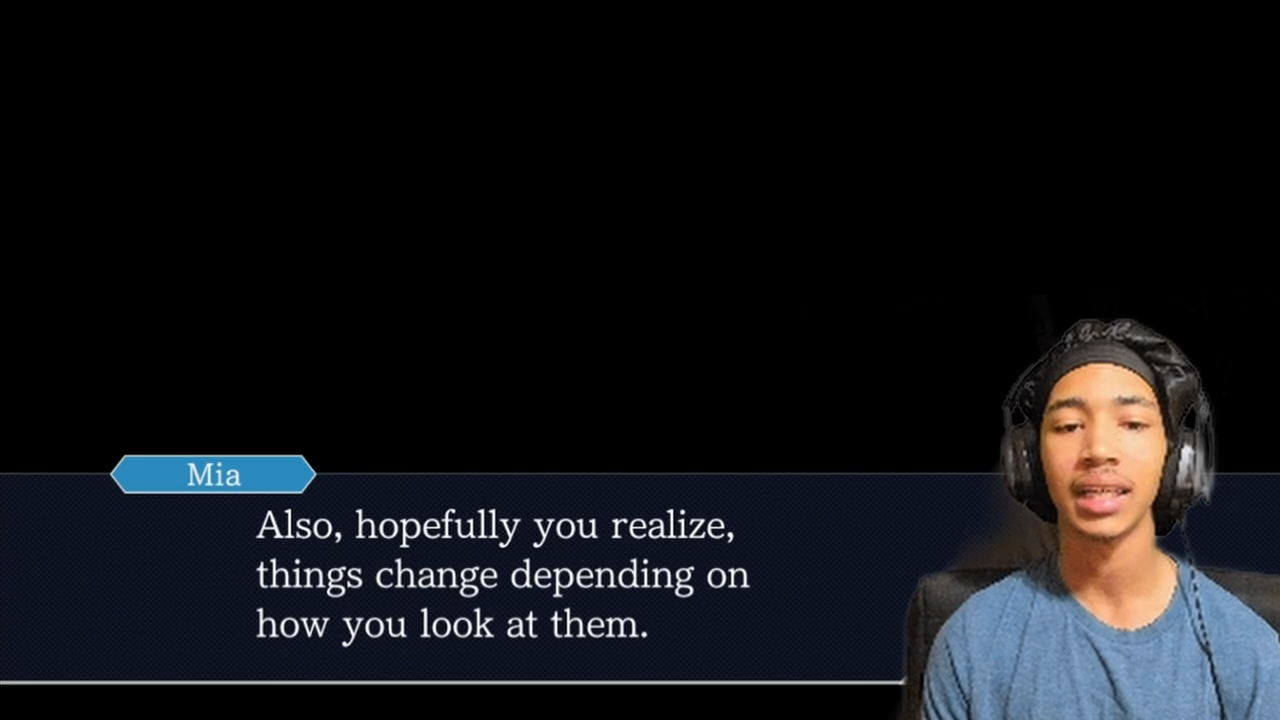 Mia
Also, hopefully you realize,
things change depending on
how you look at them.